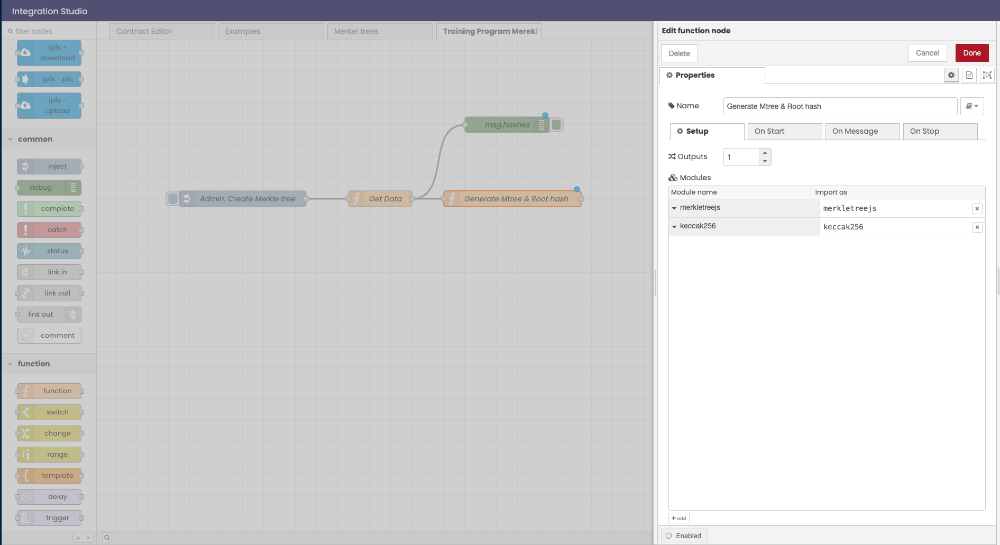 Integration Studio
filter nodes
Contract Editor
Examples
Merkel trees
Training Program Merekl
ipfs -
download
ipfs - pin
ipfs -
upload
common
inject
debug
complete
catch
status
link in
link call
link out
comment
function
function
switch
change
range
template
delay
trigger
msg.hashes
Admin: Create Merkle tree
Get Data
Generate Mtree & Root hash
Edit function node
Delete
Cancel
Done
Properties
Name
Generate Mtree & Root hash
Setup
On Start
On Message
On Stop
Outputs
1
Modules
Module name
Import as
merkletreejs
merkletreejs
keccak256
keccak256
add
Enabled